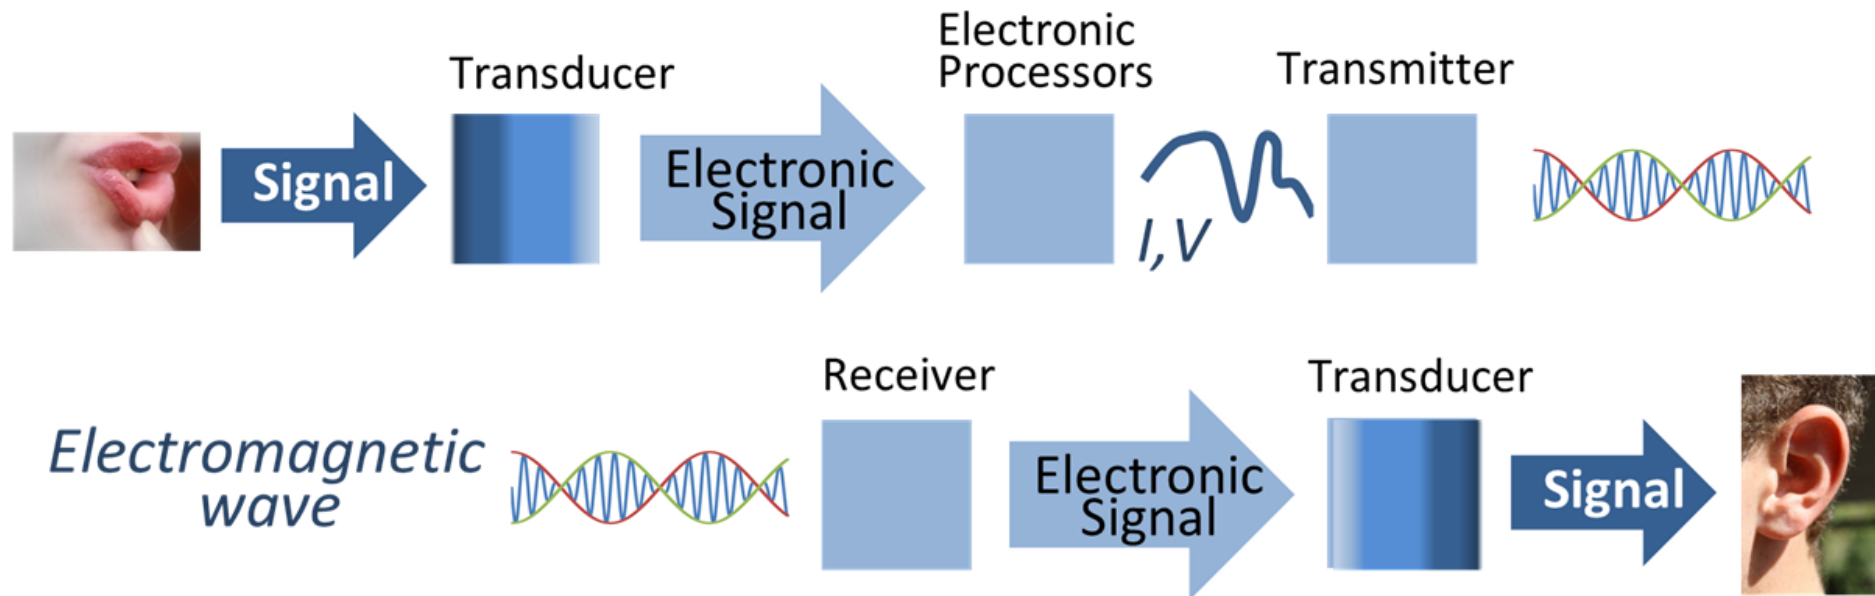 Electronic
Processors
Transducer
Transmitter
Signal
Electronic
Signal
I, V
Receiver
Transducer
Electromagnetic
wave
Electronic
Signal
Signal